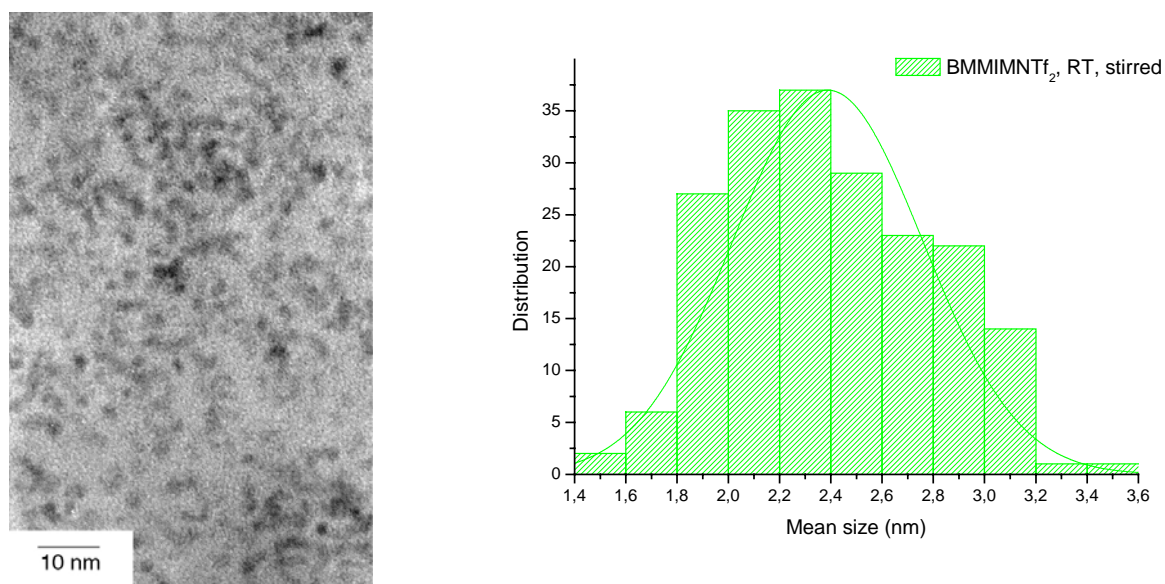 10 nm
BMMIMNTf₂, RT, stirred
Distribution
35
30
25
20
15
10
5
0
1,4 1,6 1,8 2,0 2,2 2,4 2,6 2,8 3,0 3,2 3,4 3,6
Mean size (nm)